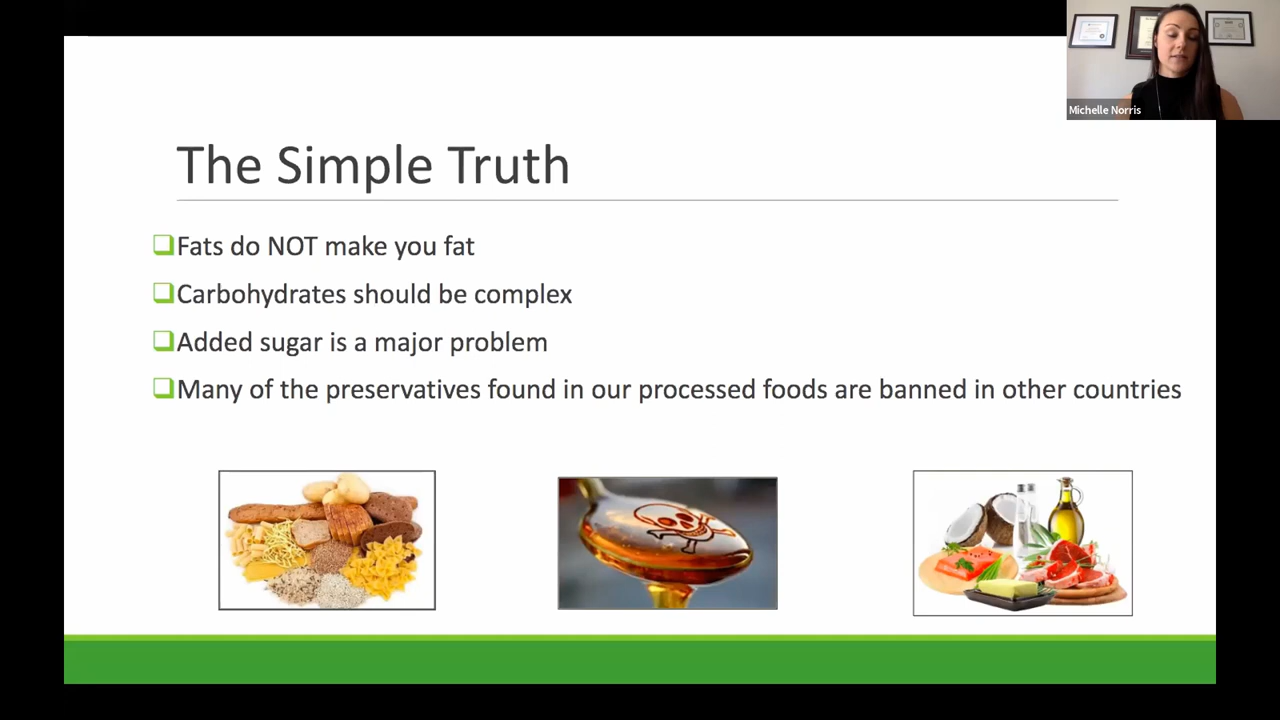 Michelle Norris
The Simple Truth
Fats do NOT make you fat
Carbohydrates should be complex
Added sugar is a major problem
Many of the preservatives found in our processed foods are banned in other countries